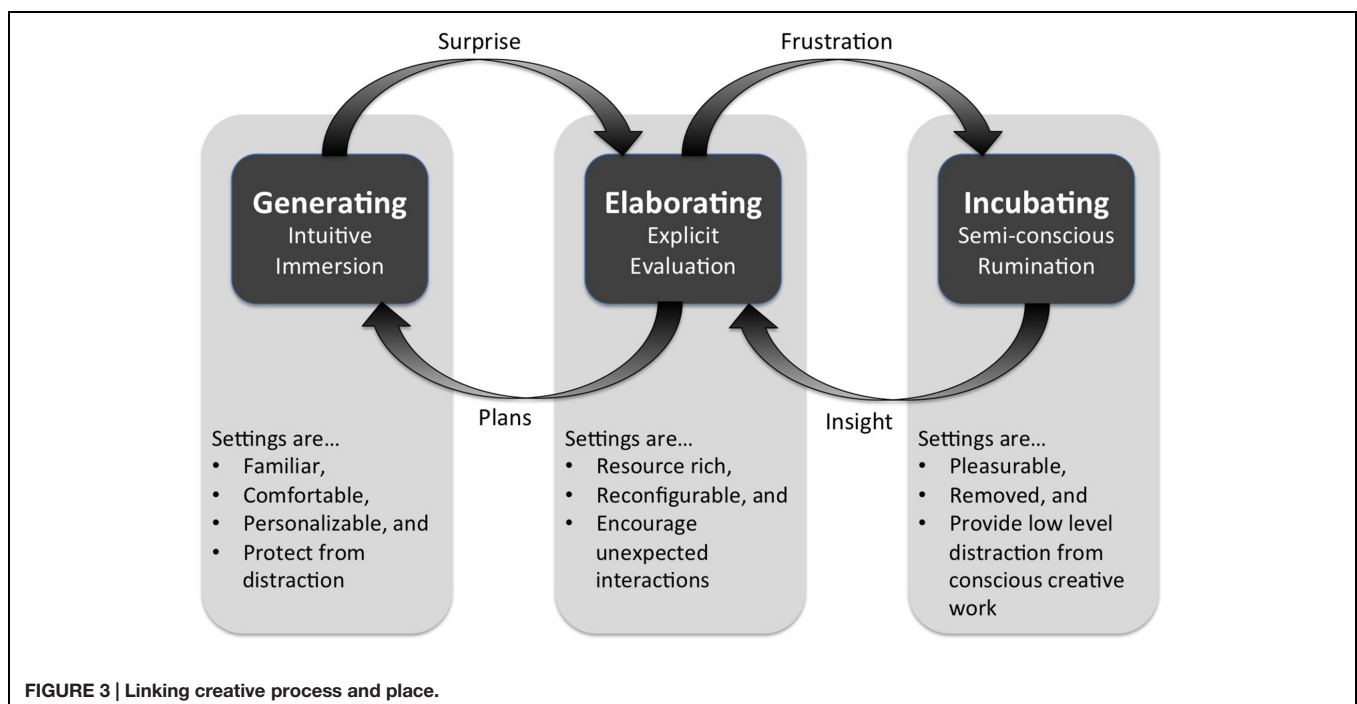 Surprise
Frustration
Generating
Intuitive
Immersion
Elaborating
Explicit
Evaluation
Incubating
Semi-conscious
Rumination
Plans
Insight
Settings are...
• Familiar,
• Comfortable,
• Personalizable, and
• Protect from
distraction
Settings are...
• Resource rich,
• Reconfigurable, and
• Encourage
unexpected
interactions
Settings are...
• Pleasurable,
• Removed, and
• Provide low level
distraction from
conscious creative
work
FIGURE 3 | Linking creative process and place.